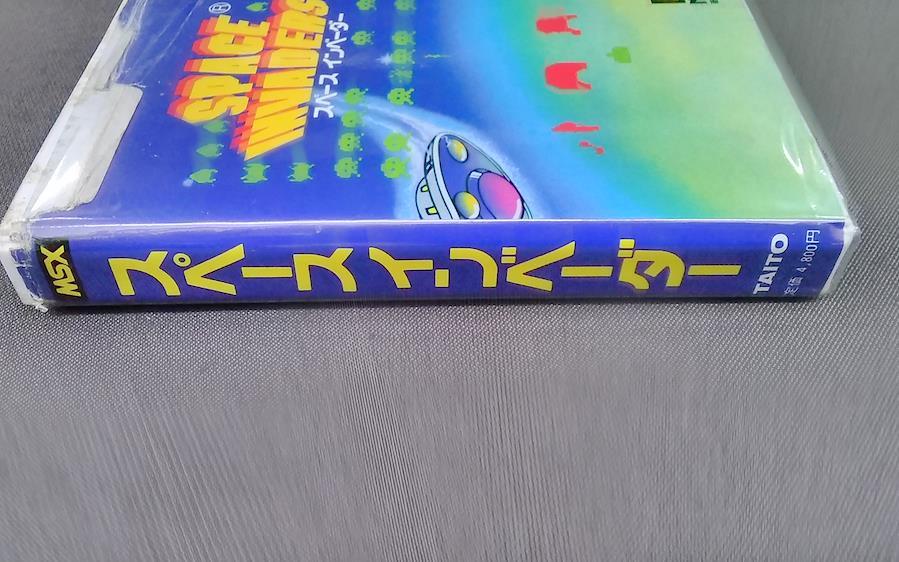 SPACE®
INVADERS
スペース インベーダー
MSX
スペースインベーダー
TAITO
定価 4,800円